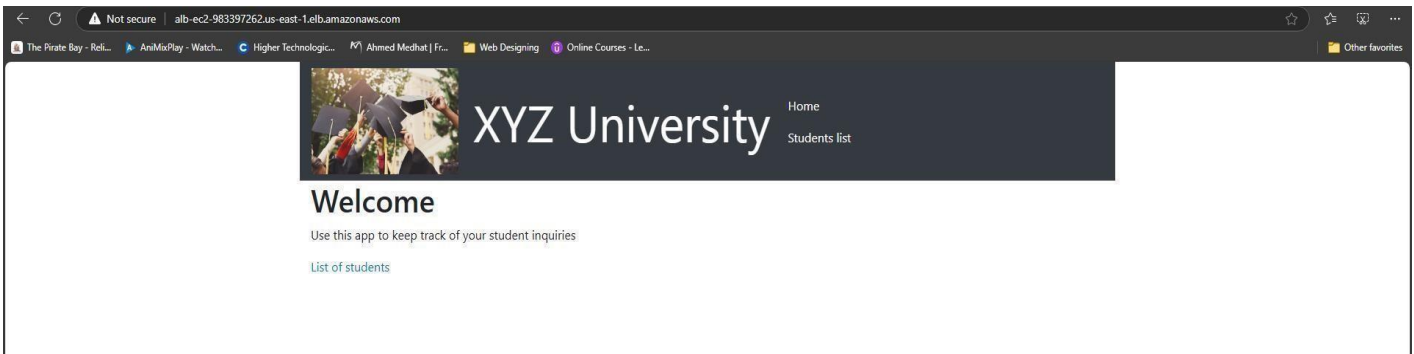 Not secure alb-ec2-983397262.us-east-1.elb.amazonaws.com
The Pirate Bay - Reli... AniMixPlay - Watch... Higher Technologic... Ahmed Medhat | Fr... Web Designing Online Courses - Le... Other favorites
XYZ University
Home
Students list
Welcome
Use this app to keep track of your student inquiries
List of students